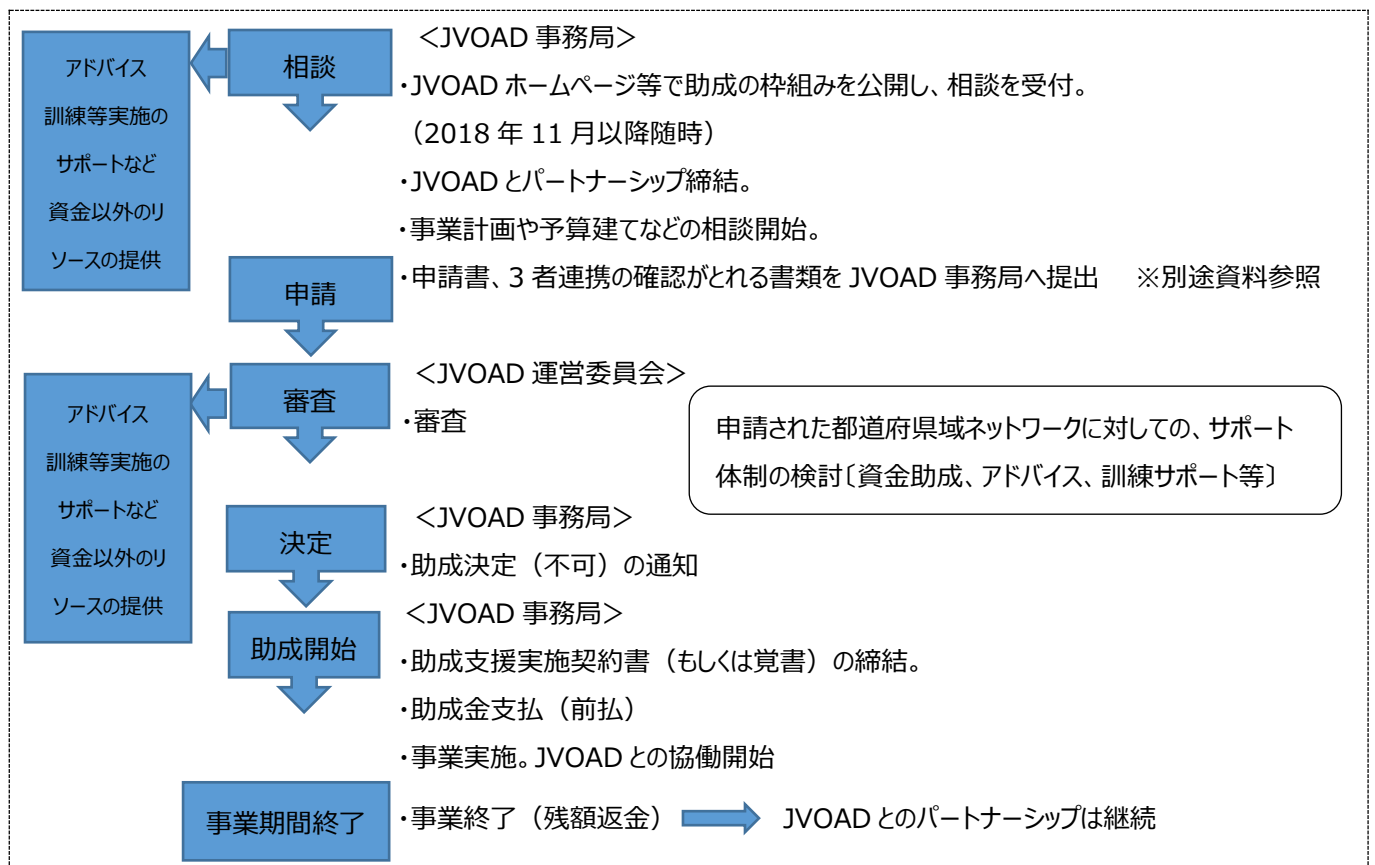 アドバイス
訓練等実施の
サポートなど
資金以外のリ
ソースの提供
相談
＜JVOAD 事務局＞
・JVOAD ホームページ等で助成の枠組みを公開し、相談を受付。
（2018 年 11 月以降随時）
・JVOAD とパートナーシップ締結。
・事業計画や予算建てなどの相談開始。
申請
・申請書、3 者連携の確認がとれる書類を JVOAD 事務局へ提出　※別途資料参照
アドバイス
訓練等実施の
サポートなど
資金以外のリ
ソースの提供
審査
＜JVOAD 運営委員会＞
・審査
申請された都道府県域ネットワークに対しての、サポート
体制の検討〔資金助成、アドバイス、訓練サポート等〕
決定
＜JVOAD 事務局＞
・助成決定（不可）の通知
助成開始
＜JVOAD 事務局＞
・助成支援実施契約書（もしくは覚書）の締結。
・助成金支払（前払）
・事業実施。JVOAD との協働開始
事業期間終了
・事業終了（残額返金）
JVOAD とのパートナーシップは継続